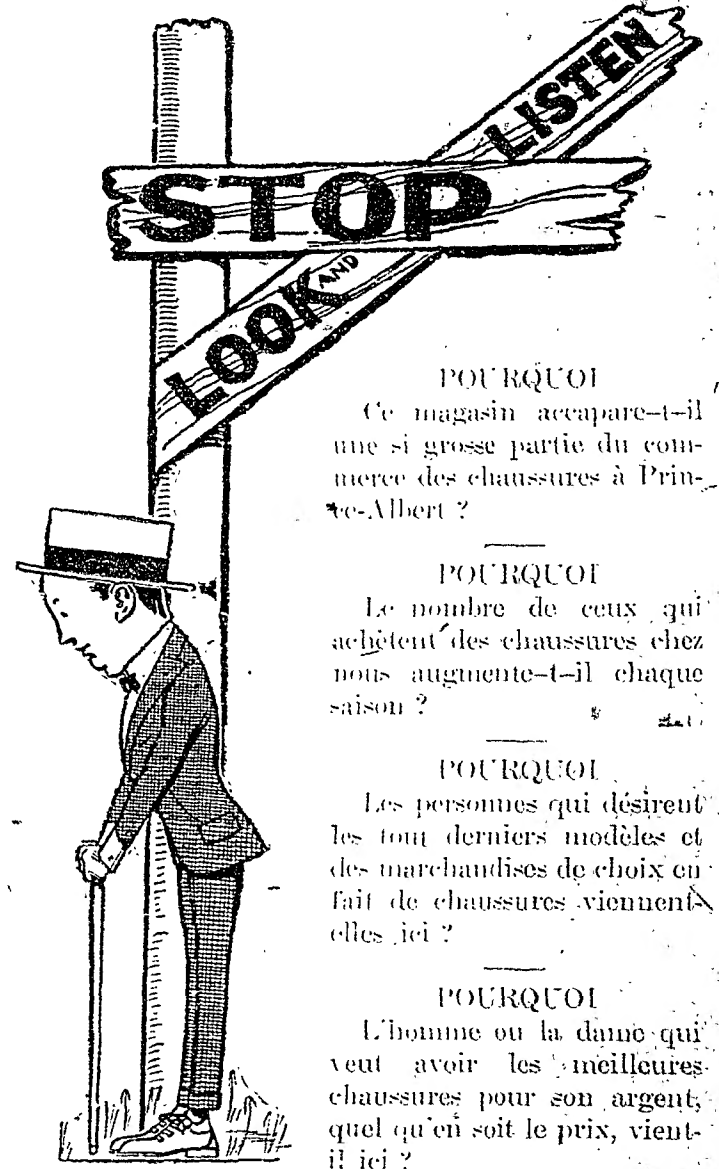 LISTEN
STOP
LOOK AND
POURQUOI
Ce magasin accapare-t-il
une si grosse partie du com-
merce des chaussures à Prin-
ce-Albert ?
POURQUOI
Le nombre de ceux qui
achètent des chaussures chez
nous augmente-t-il chaque
saison ?
POURQUOI
Les personnes qui désirent
les tout derniers modèles et
des marchandises de choix en
fait de chaussures viennent-
elles ici ?
POURQUOI
L'homme ou la dame qui
veut avoir les meilleures
chaussures pour son argent,
quel qu'en soit le prix, vient-
il ici ?